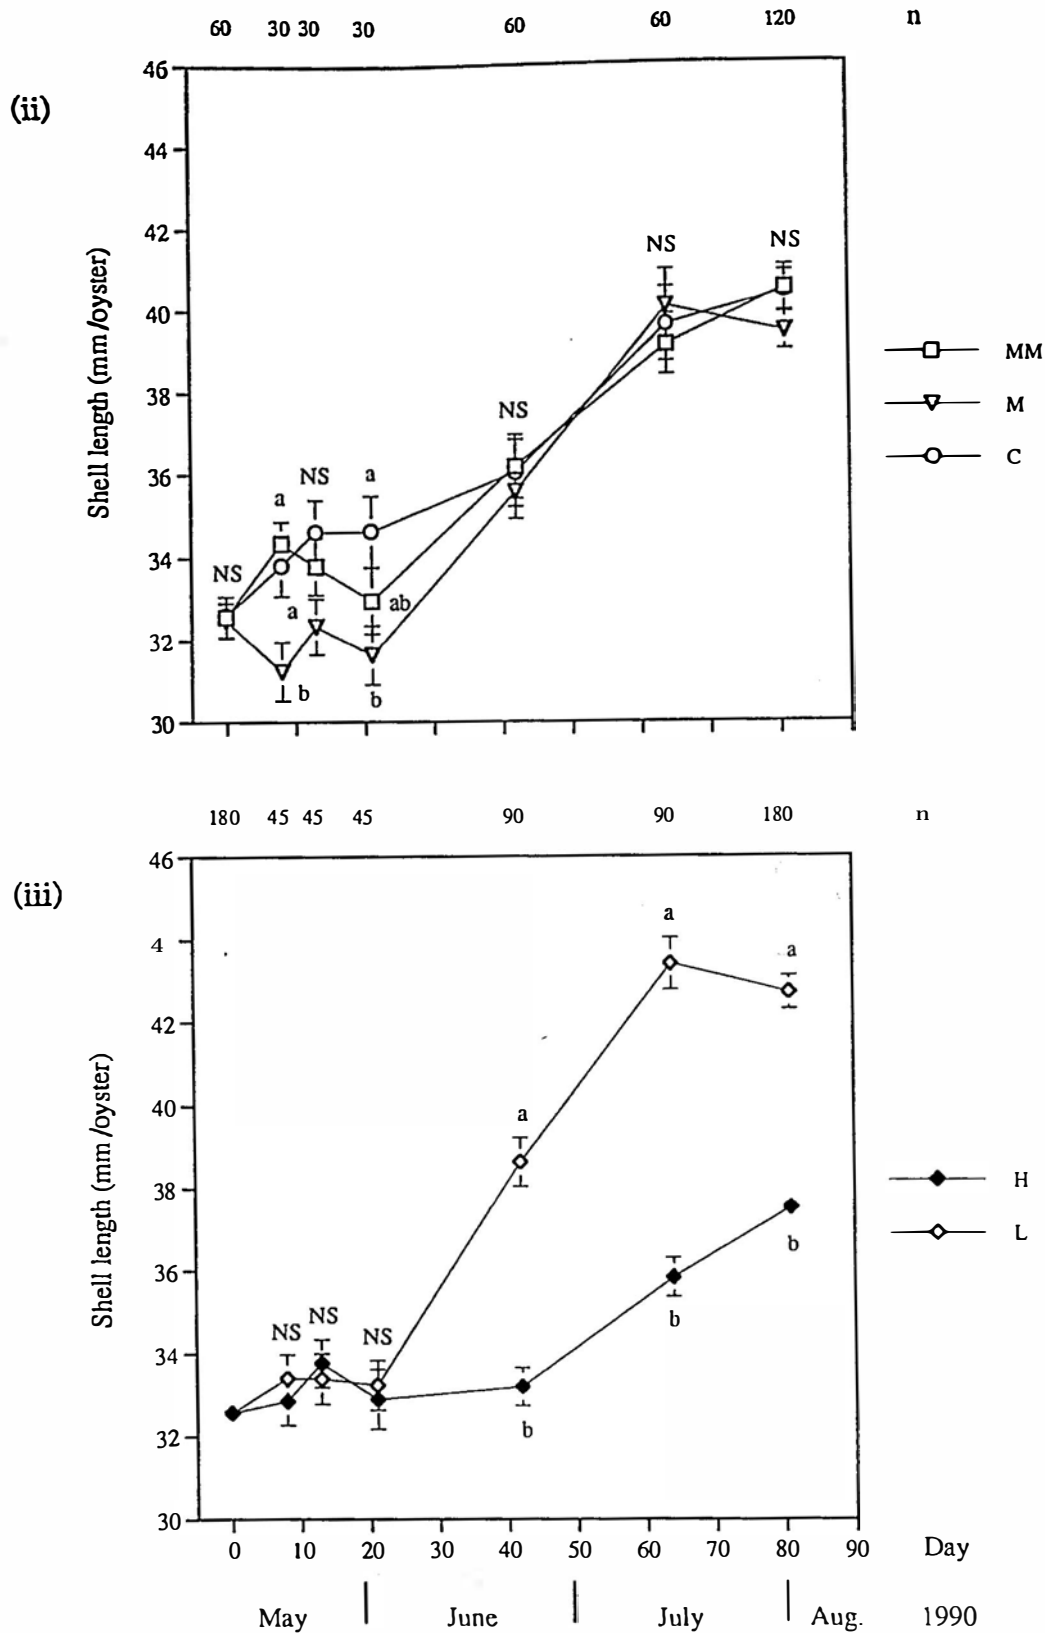 60 30 30 30 60 60 120 n
(ii)
46
44
42
40
38
36
34
32
30
Shell length (mm/oyster)
NS
a
NS
a
NS
NS
NS
a
ab
b
b
MM
M
C
180 45 45 45 90 90 180 n
(iii)
46
4
42
40
38
36
34
32
30
Shell length (mm/oyster)
NS
NS
NS
a
a
a
b
b
b
H
L
0 10 20 30 40 50 60 70 80 90 Day
May June July Aug. 1990